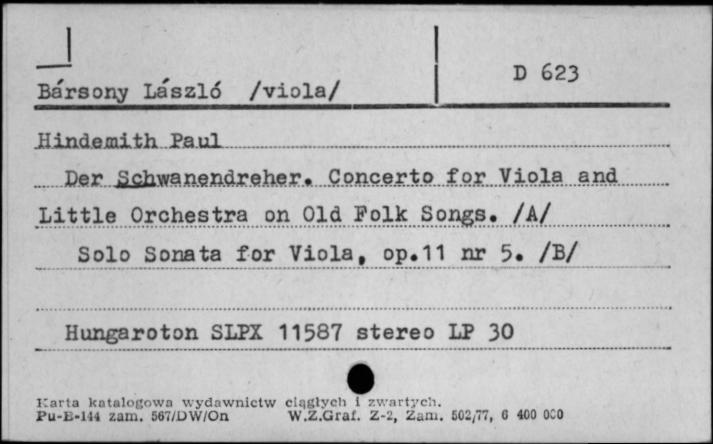 D 623
Bársony László /viola/
Hindemith Paul
Der Schwanendreher. Concerto for Viola and
Little Orchestra on Old Folk Songs. /A/
Solo Sonata for Viola, op.11 nr 5. /B/
Hungaroton SLPX 11587 stereo LP 30
Karta katalogowa wydawnictw ciągłych i zwartych.
Pu-B-144 zam. 567/DW/On W.Z.Graf. Z-2, Zam. 502/77, 6 400 000